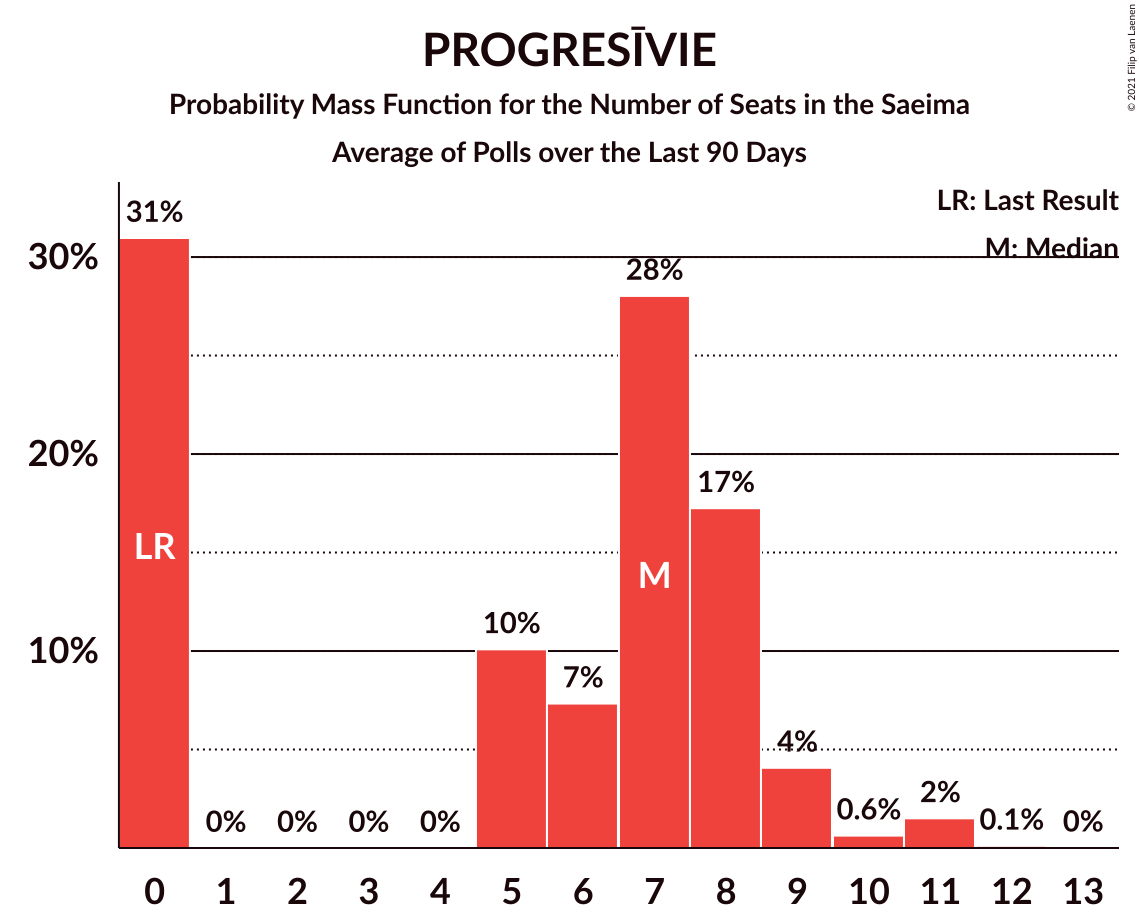 PROGRESĪVIE
Probability Mass Function for the Number of Seats in the Saeima
Average of Polls over the Last 90 Days
© 2021 Filip van Laenen
LR: Last Result
M: Median
30%
20%
10%
31%
0%
0%
0%
0%
10%
7%
28%
17%
4%
0.6%
2%
0.1%
0%
LR
M
0 1 2 3 4 5 6 7 8 9 10 11 12 13